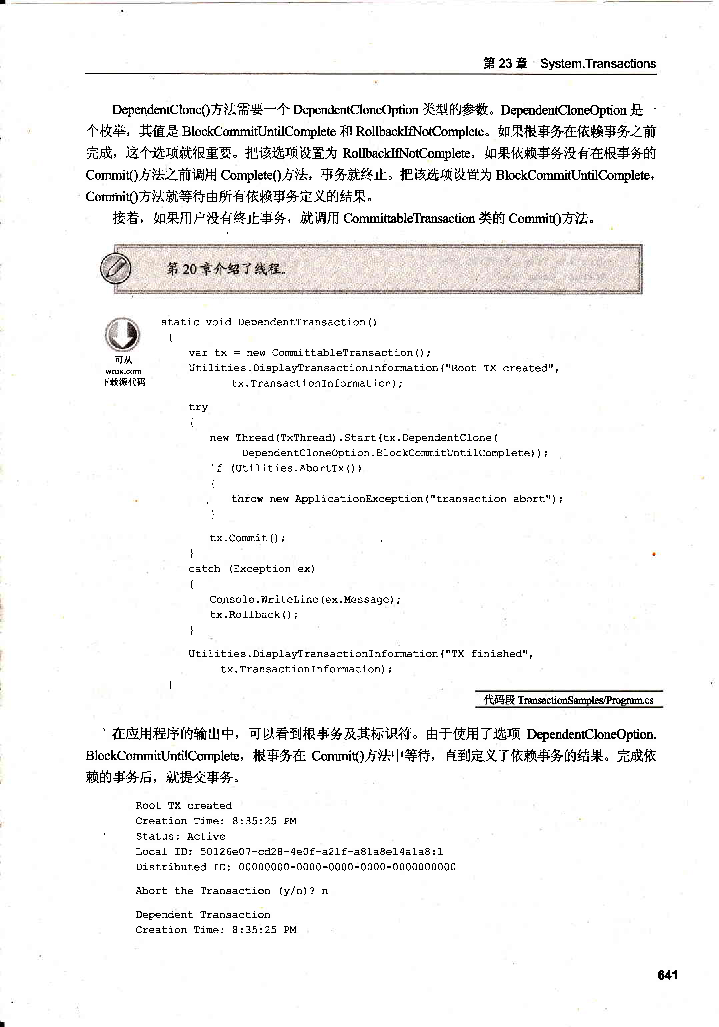 第 23 章 System.Transactions
DependentClone()方法需要一个 DependentCloneOption 类型的参数。DependentCloneOption 是一
个枚举，其值是 BlockCommitUntilComplete 和 RollbackIfNotComplete。如果根事务在依赖事务之前
完成，这个选项就很重要。把该选项设置为 RollbackIfNotComplete，如果依赖事务没有在根事务的
Commit()方法之前调用 Complete()方法，事务就终止。把该选项设置为 BlockCommitUntilComplete，
Commit()方法就等待由所有依赖事务定义的结果。
接着，如果用户没有终止事务，就调用 CommittableTransaction 类的 Commit()方法。
第 20 章介绍了线程。
可从
wrox.com
下载源代码
static void DependentTransaction()
{
var tx = new CommittableTransaction();
Utilities.DisplayTransactionInformation("Root TX created",
tx.TransactionInformation);
try
{
new Thread(TxThread).Start(tx.DependentClone(
DependentCloneOption.BlockCommitUntilComplete));
if (Utilities.AbortTx())
{
throw new ApplicationException("transaction abort");
}
tx.Commit();
}
catch (Exception ex)
{
Console.WriteLine(ex.Message);
tx.Rollback();
}
Utilities.DisplayTransactionInformation("TX finished",
tx.TransactionInformation);
}
代码段 TransactionSamples/Program.cs
在应用程序的输出中，可以看到根事务及其标识符。由于使用了选项 DependentCloneOption.
BlockCommitUntilComplete，根事务在 Commit()方法中等待，直到定义了依赖事务的结果。完成依
赖的事务后，就提交事务。
Root TX created
Creation Time: 8:35:25 PM
Status: Active
Local ID: 50126e07-cd28-4e0f-a21f-a81a8e14a1a8:1
Distributed ID: 00000000-0000-0000-0000-0000000000
Abort the Transaction (y/n)? n
Dependent Transaction
Creation Time: 8:35:25 PM
641